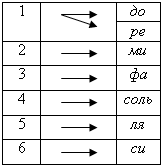 1 до
ре
2 ми
3 фа
4 соль
5 ля
6 си